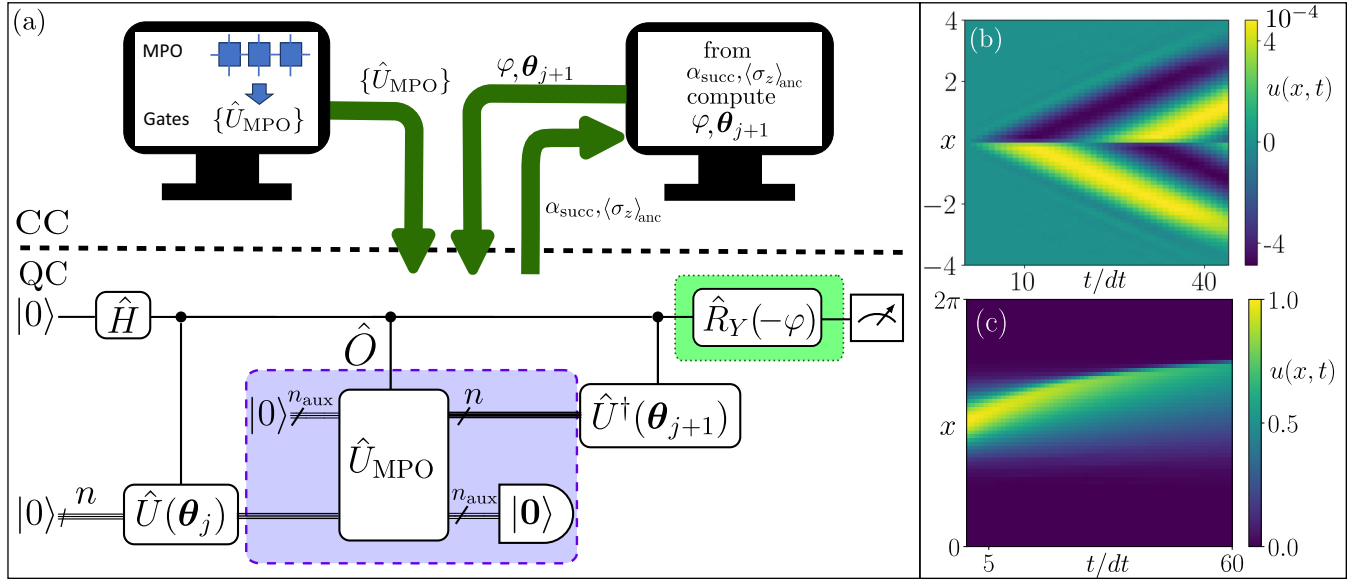 (a)
MPO
Gates {Û_MPO}
{Û_MPO}
φ,θ_{j+1}
from
α_succ,⟨σ_z⟩_anc
compute
φ,θ_{j+1}
α_succ,⟨σ_z⟩_anc
CC
QC
|0⟩ Ĥ
Ô
R̂_Y(−φ)
|0⟩ n_aux
n
Û†(θ_{j+1})
Û_MPO
|0⟩ n
Û(θ_j)
n_aux
|0⟩
(b)
4
2
x 0
−2
−4
10 t/dt 40
10^{−4}
4
u(x, t)
0
-4
(c)
2π
x
0
5 t/dt 60
1.0
u(x, t)
0.5
0.0